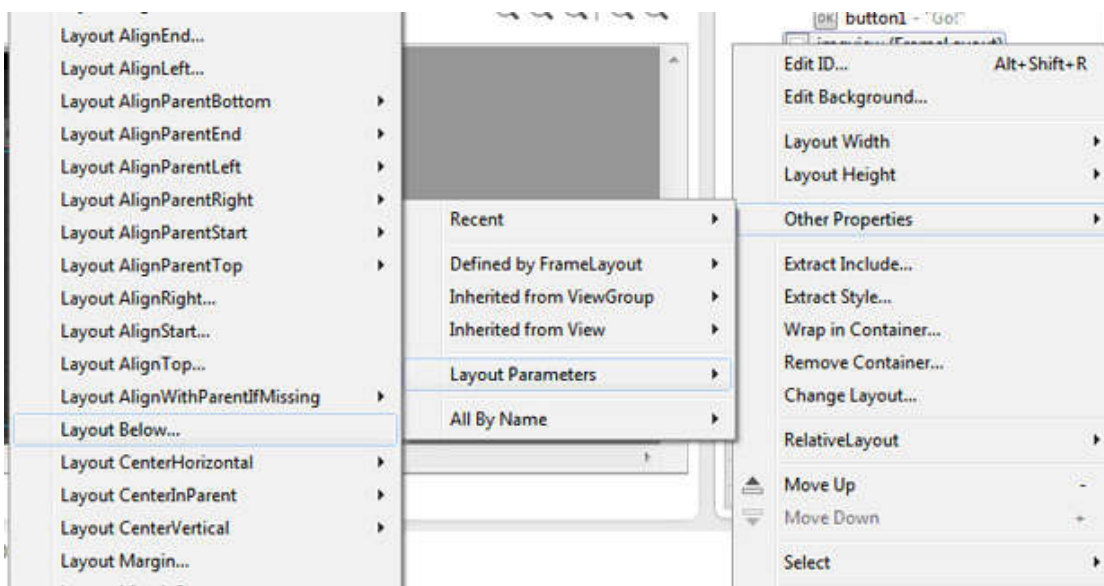 Layout AlignEnd...
Layout AlignLeft...
Layout AlignParentBottom
Layout AlignParentEnd
Layout AlignParentLeft
Layout AlignParentRight
Layout AlignParentStart
Layout AlignParentTop
Layout AlignRight...
Layout AlignStart...
Layout AlignTop...
Layout AlignWithParentIfMissing
Layout Below...
Layout CenterHorizontal
Layout CenterInParent
Layout CenterVertical
Layout Margin...
Recent
Defined by FrameLayout
Inherited from ViewGroup
Inherited from View
Layout Parameters
All By Name
OK button1 - "Go!"
(FrameLayout)
Edit ID... Alt+Shift+R
Edit Background...
Layout Width
Layout Height
Other Properties
Extract Include...
Extract Style...
Wrap in Container...
Remove Container...
Change Layout...
RelativeLayout
Move Up -
Move Down +
Select